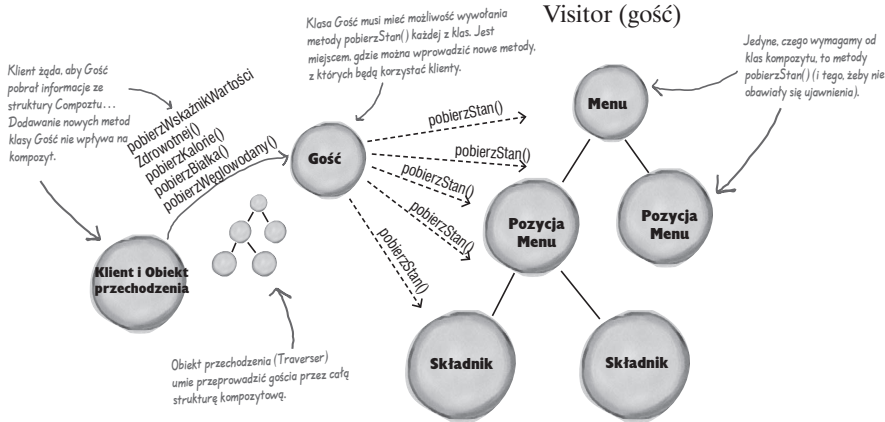 Visitor (gość)
Klient żąda, aby Gość
pobrał informacje ze
struktury Compoztu...
Dodawanie nowych metod
klasy Gość nie wpływa na
kompozyt.
pobierzWskaźnikWartości
Zdrowotnej()
pobierzKalorie()
pobierzBiałka()
pobierzWęglowodany()
Klasa Gość musi mieć możliwość wywołania
metody pobierzStan() każdej z klas. Jest
miejscem, gdzie można wprowadzić nowe metody,
z których będą korzystać klienty.
Jedyne, czego wymagamy od
klas kompozytu, to metody
pobierzStan() (i tego, żeby nie
obawiały się ujawnienia).
Gość
pobierzStan()
pobierzStan()
pobierzStan()
pobierzStan()
pobierzStan()
Menu
Pozycja
Menu
Pozycja
Menu
Klient i Obiekt
przechodzenia
Składnik
Składnik
Obiekt przechodzenia (Traverser)
umie przeprowadzić gościa przez całą
strukturę kompozytową.